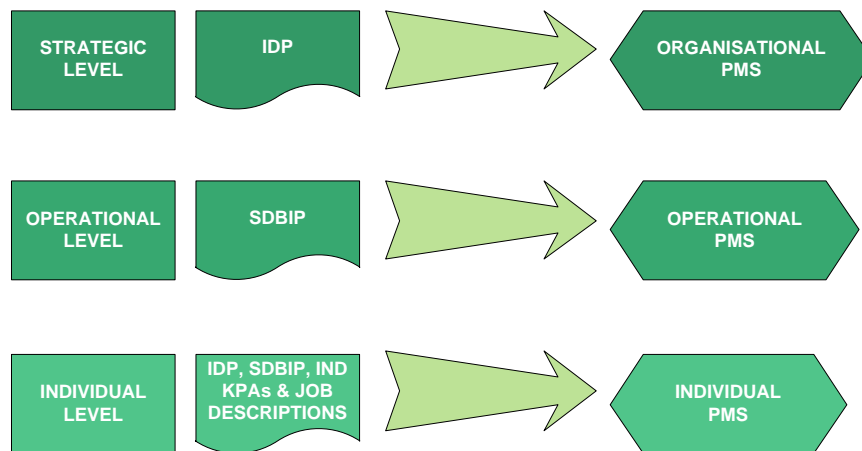 STRATEGIC
LEVEL
IDP
ORGANISATIONAL
PMS
OPERATIONAL
LEVEL
SDBIP
OPERATIONAL
PMS
INDIVIDUAL
LEVEL
IDP, SDBIP, IND
KPAs & JOB
DESCRIPTIONS
INDIVIDUAL
PMS